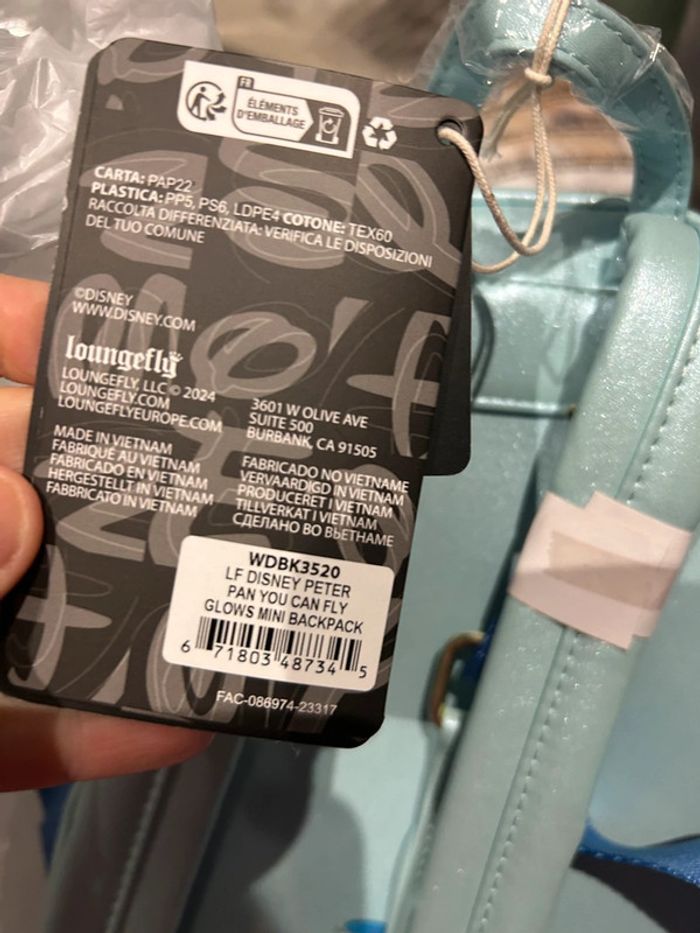 FR
ÉLÉMENTS
D'EMBALLAGE
CARTA: PAP22
PLASTICA: PP5, PS6, LDPE4 COTONE: TEX60
RACCOLTA DIFFERENZIATA: VERIFICA LE DISPOSIZIONI
DEL TUO COMUNE
©DISNEY
WWW.DISNEY.COM
loungefly
LOUNGEFLY, LLC © 2024
LOUNGEFLY.COM
LOUNGEFLYEUROPE.COM
3601 W OLIVE AVE
SUITE 500
BURBANK, CA 91505
MADE IN VIETNAM
FABRIQUÉ AU VIETNAM
FABRICADO EN VIETNAM
HERGESTELLT IN VIETNAM
FABBRICATO IN VIETNAM
FABRICADO NO VIETNAME
VERVAARDIGD IN VIETNAM
PRODUCERET I VIETNAM
TILLVERKAT I VIETNAM
СДЕЛАНО ВО ВЬЕТНАМЕ
WDBK3520
LF DISNEY PETER
PAN YOU CAN FLY
GLOWS MINI BACKPACK
6 71803 48734 5
FAC-086974-23317